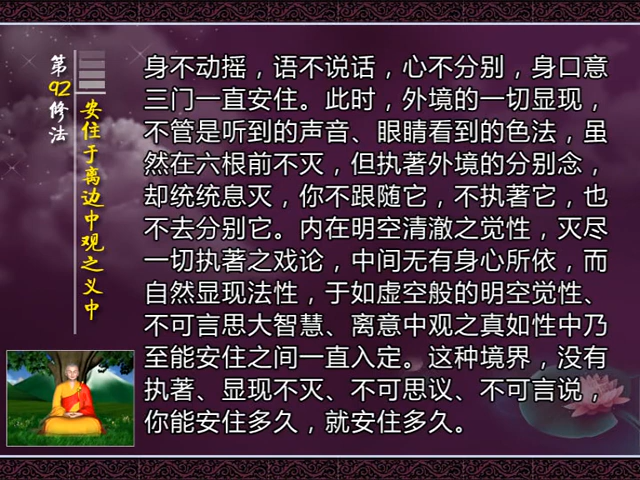 第92修法
安住于离边中观之义中
身不动摇，语不说话，心不分别，身口意
三门一直安住。此时，外境的一切显现，
不管是听到的声音、眼睛看到的色法，虽
然在六根前不灭，但执著外境的分别念，
却统统息灭，你不跟随它，不执著它，也
不去分别它。内在明空清澈之觉性，灭尽
一切执著之戏论，中间无有身心所依，而
自然显现法性，于如虚空般的明空觉性、
不可言思大智慧、离意中观之真如性中乃
至能安住之间一直入定。这种境界，没有
执著、显现不灭、不可思议、不可言说，
你能安住多久，就安住多久。